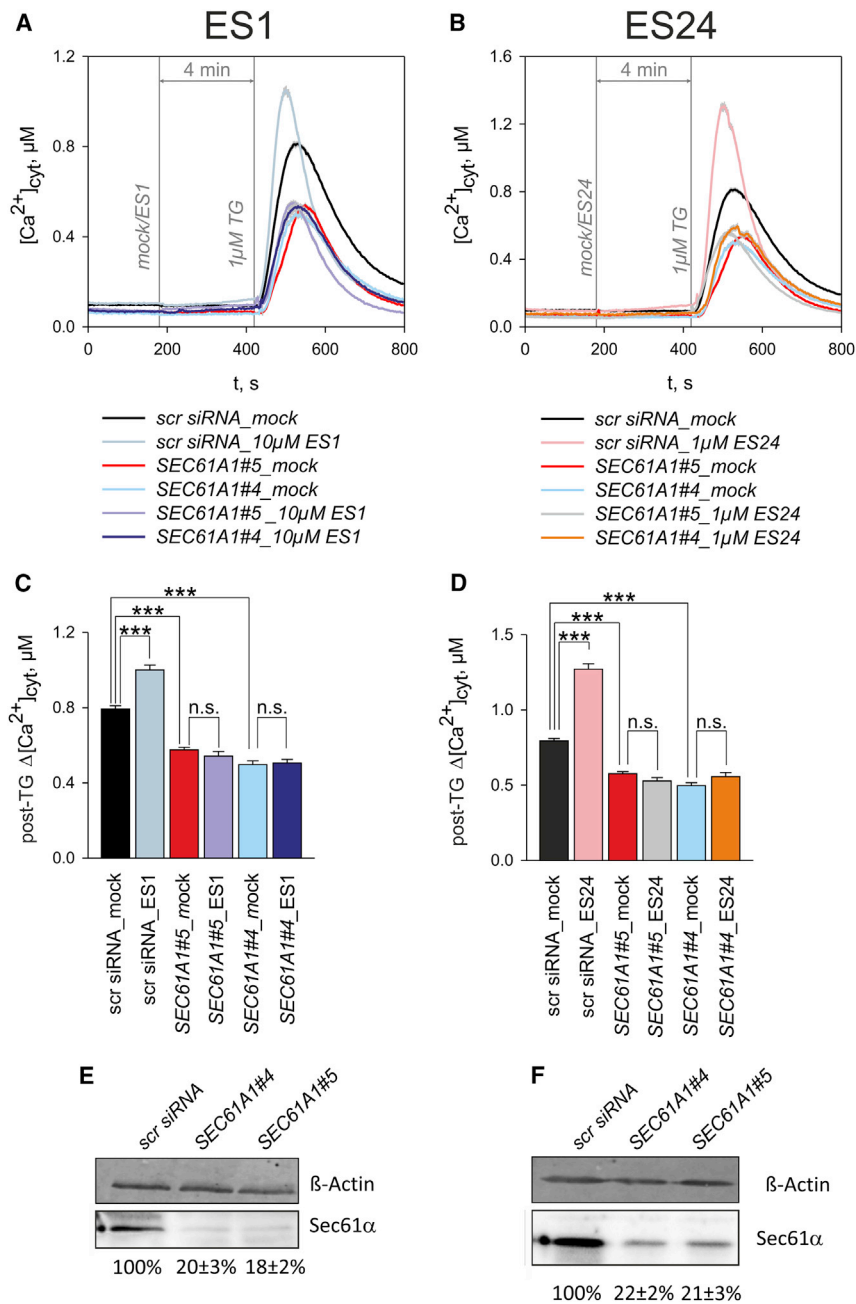 A
ES1
B
ES24
1.2
0.8
0.4
0.0
[Ca2+]cyt, µM
4 min
mock/ES1
1µM TG
0
200
400
600
800
t, s
1.6
1.2
0.8
0.4
0.0
[Ca2+]cyt, µM
4 min
mock/ES24
1µM TG
0
200
400
600
800
t, s
scr siRNA_mock
scr siRNA_10µM ES1
SEC61A1#5_mock
SEC61A1#4_mock
SEC61A1#5 _10µM ES1
SEC61A1#4_10µM ES1
scr siRNA_mock
scr siRNA_1µM ES24
SEC61A1#5_mock
SEC61A1#4_mock
SEC61A1#5_1µM ES24
SEC61A1#4_1µM ES24
C
***
***
***
n.s.
n.s.
1.2
0.8
0.4
0.0
post-TG Δ[Ca2+]cyt, µM
scr siRNA_mock
scr siRNA_ES1
SEC61A1#5_mock
SEC61A1#5_ES1
SEC61A1#4_mock
SEC61A1#4_ES1
D
***
***
***
n.s.
n.s.
1.5
1.0
0.5
0.0
post-TG Δ[Ca2+]cyt, µM
scr siRNA_mock
scr siRNA_ES24
SEC61A1#5_mock
SEC61A1#5_ES24
SEC61A1#4_mock
SEC61A1#4_ES24
E
scr siRNA
SEC61A1#4
SEC61A1#5
ß-Actin
Sec61α
100% 20±3% 18±2%
F
scr siRNA
SEC61A1#4
SEC61A1#5
ß-Actin
Sec61α
100% 22±2% 21±3%